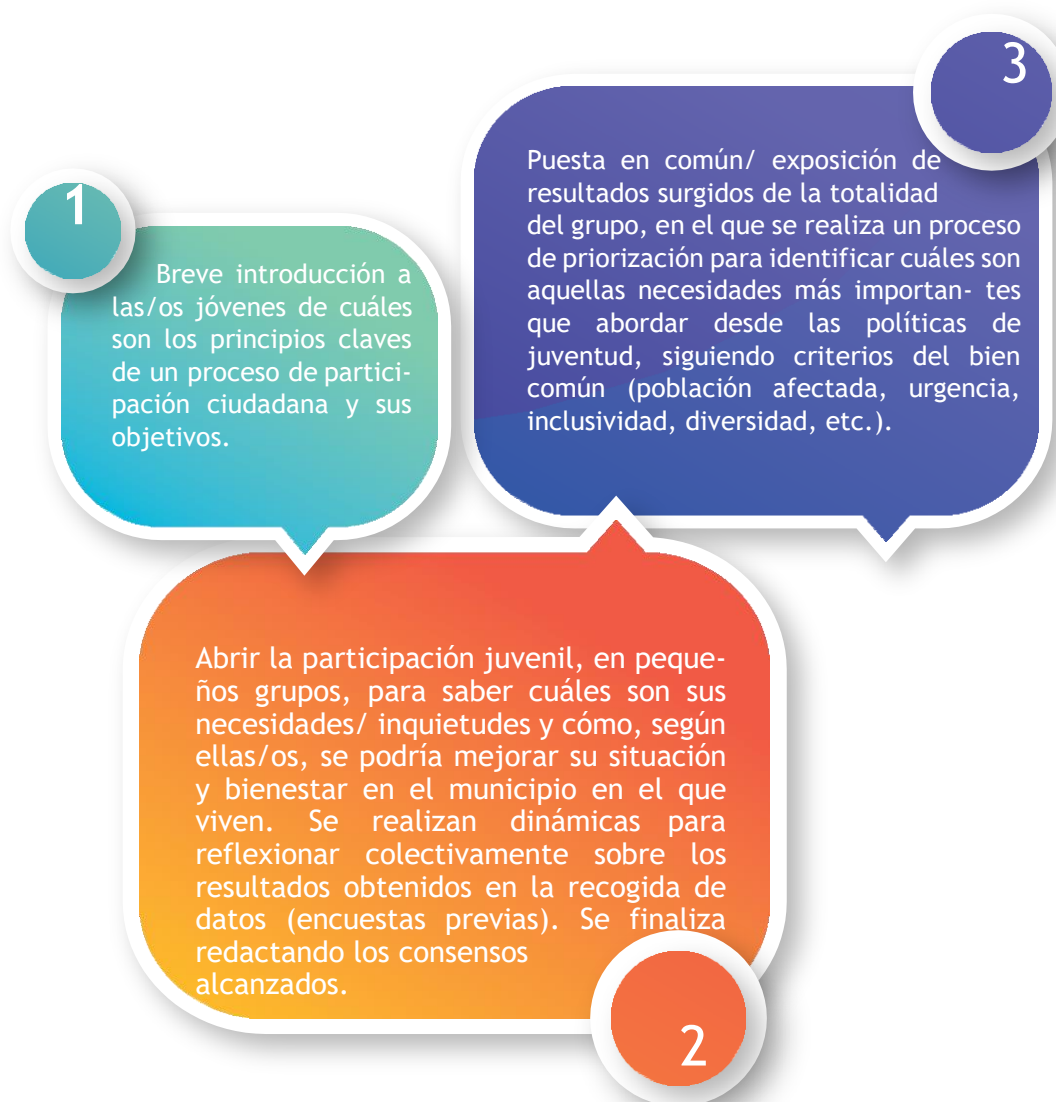 1
Breve introducción a
las/os jóvenes de cuáles
son los principios claves
de un proceso de partici-
pación ciudadana y sus
objetivos.
Abrir la participación juvenil, en peque-
ños grupos, para saber cuáles son sus
necesidades/ inquietudes y cómo, según
ellas/os, se podría mejorar su situación
y bienestar en el municipio en el que
viven. Se realizan dinámicas para
reflexionar colectivamente sobre los
resultados obtenidos en la recogida de
datos (encuestas previas). Se finaliza
redactando los consensos
alcanzados.
2
3
Puesta en común/ exposición de
resultados surgidos de la totalidad
del grupo, en el que se realiza un proceso
de priorización para identificar cuáles son
aquellas necesidades más importan- tes
que abordar desde las políticas de
juventud, siguiendo criterios del bien
común (población afectada, urgencia,
inclusividad, diversidad, etc.).